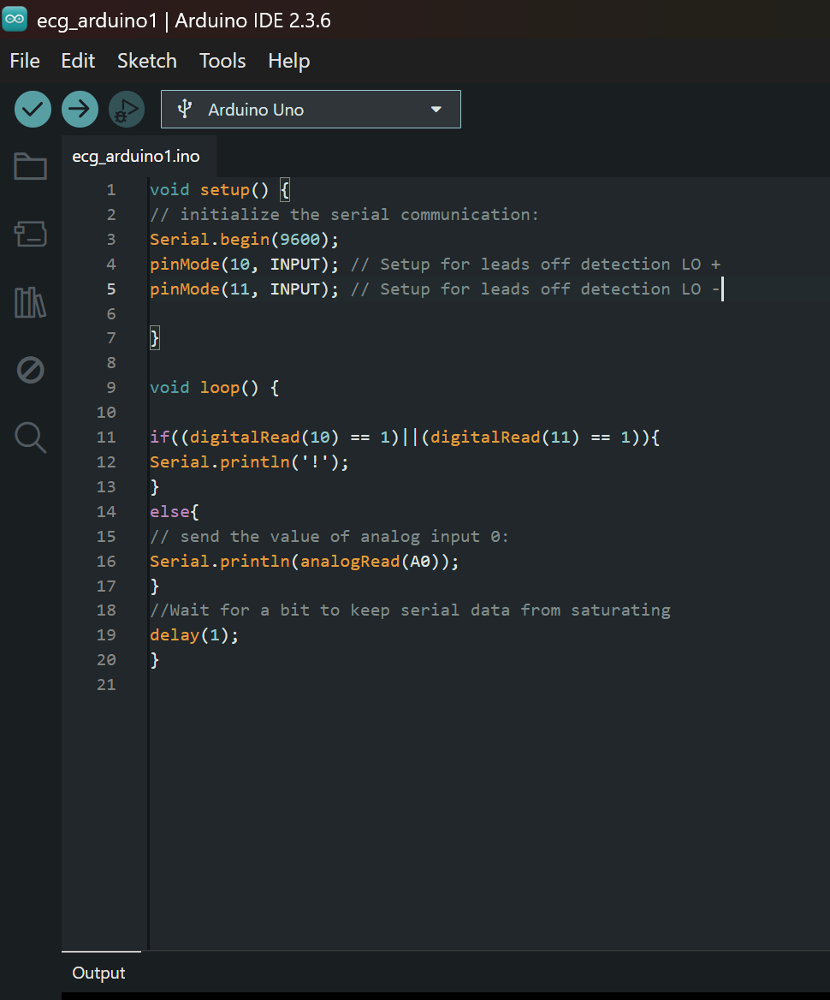 ecg_arduino1 | Arduino IDE 2.3.6
File Edit Sketch Tools Help
Arduino Uno
ecg_arduino1.ino
1 void setup() {
2 // initialize the serial communication:
3 Serial.begin(9600);
4 pinMode(10, INPUT); // Setup for leads off detection LO +
5 pinMode(11, INPUT); // Setup for leads off detection LO -
6
7 }
8
9 void loop() {
10
11 if((digitalRead(10) == 1)||(digitalRead(11) == 1)){
12 Serial.println('!');
13 }
14 else{
15 // send the value of analog input 0:
16 Serial.println(analogRead(A0));
17 }
18 //Wait for a bit to keep serial data from saturating
19 delay(1);
20 }
21
Output